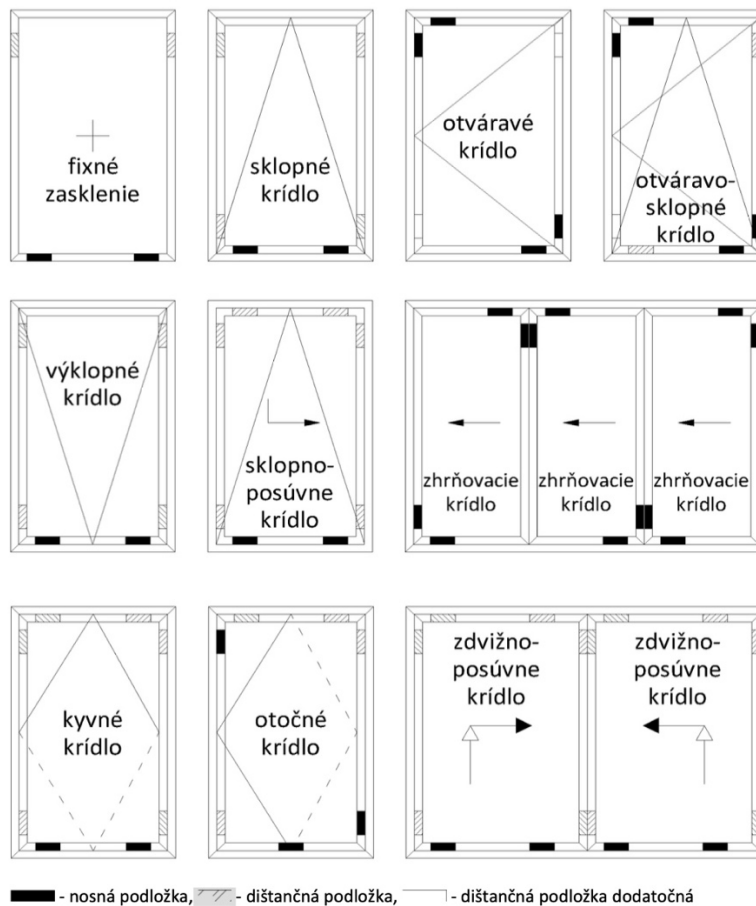 fixné
zasklenie
sklopné
krídlo
otváravé
krídlo
otváravo-
sklopné
krídlo
výklopné
krídlo
sklopno-
posúvne
krídlo
zhrňovacie
krídlo
zhrňovacie
krídlo
zhrňovacie
krídlo
kyvné
krídlo
otočné
krídlo
zdvižno-
posúvne
krídlo
zdvižno-
posúvne
krídlo
- nosná podložka, - dištančná podložka, - dištančná podložka dodatočná